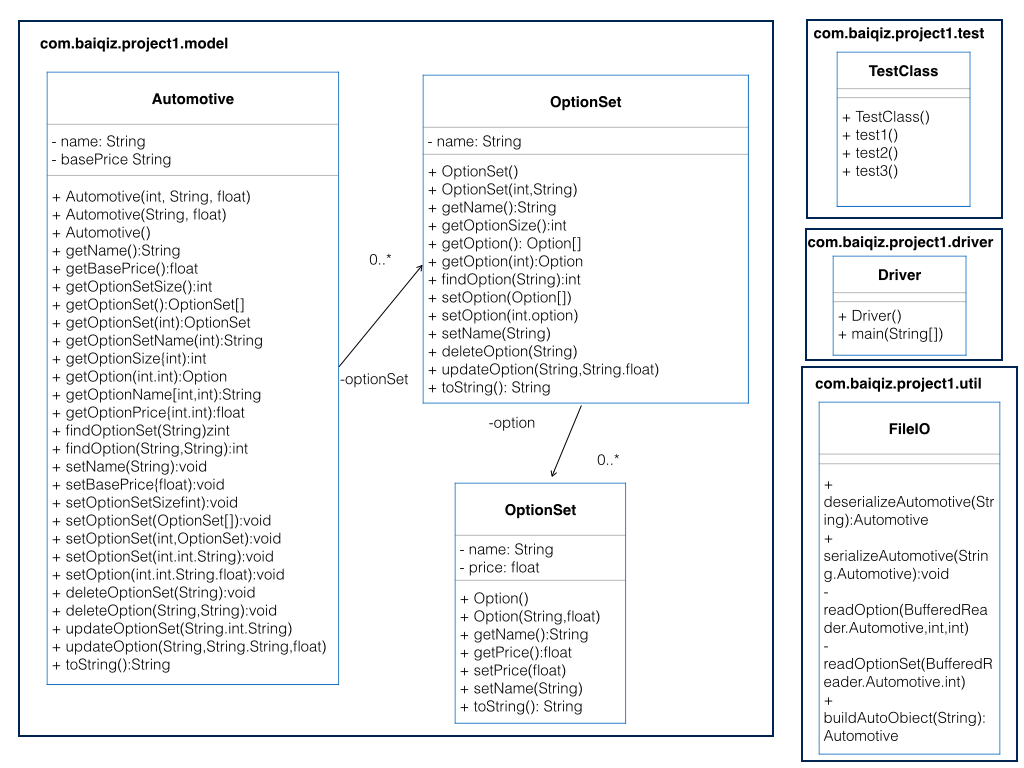 com.baiqiz.project1.model
Automotive
- name: String
- basePrice String
+ Automotive(int, String, float)
+ Automotive(String, float)
+ Automotive()
+ getName():String
+ getBasePrice():float
+ getOptionSetSize():int
+ getOptionSet():OptionSet[]
+ getOptionSet(int):OptionSet
+ getOptionSetName(int):String
+ getOptionSize{int):int
+ getOption(int.int):Option
+ getOptionName[int,int):String
+ getOptionPrice{int.int):float
+ findOptionSet(String)zint
+ findOption(String,String):int
+ setName(String):void
+ setBasePrice{float):void
+ setOptionSetSizefint):void
+ setOptionSet(OptionSet[]):void
+ setOptionSet(int,OptionSet):void
+ setOptionSet(int.int.String):void
+ setOption(int.int.String.float):void
+ deleteOptionSet(String):void
+ deleteOption(String,String):void
+ updateOptionSet(String.int.String)
+ updateOption(String,String.String,float)
+ toString():String
0..*
-optionSet
OptionSet
- name: String
+ OptionSet()
+ OptionSet(int,String)
+ getName():String
+ getOptionSize():int
+ getOption(): Option[]
+ getOption(int):Option
+ findOption(String):int
+ setOption(Option[])
+ setOption(int.option)
+ setName(String)
+ deleteOption(String)
+ updateOption(String,String.float)
+ toString(): String
-option
0..*
OptionSet
- name: String
- price: float
+ Option()
+ Option(String,float)
+ getName():String
+ getPrice():float
+ setPrice(float)
+ setName(String)
+ toString(): String
com.baiqiz.project1.test
TestClass
+ TestClass()
+ test1()
+ test2()
+ test3()
com.baiqiz.project1.driver
Driver
+ Driver()
+ main(String[])
com.baiqiz.project1.util
FileIO
+
deserializeAutomotive(Str
ing):Automotive
+
serializeAutomotive(Strin
g.Automotive):void
-
readOption(BufferedRea
der.Automotive,int,int)
-
readOptionSet(BufferedR
eader.Automotive.int)
+
buildAutoObiect(String):
Automotive